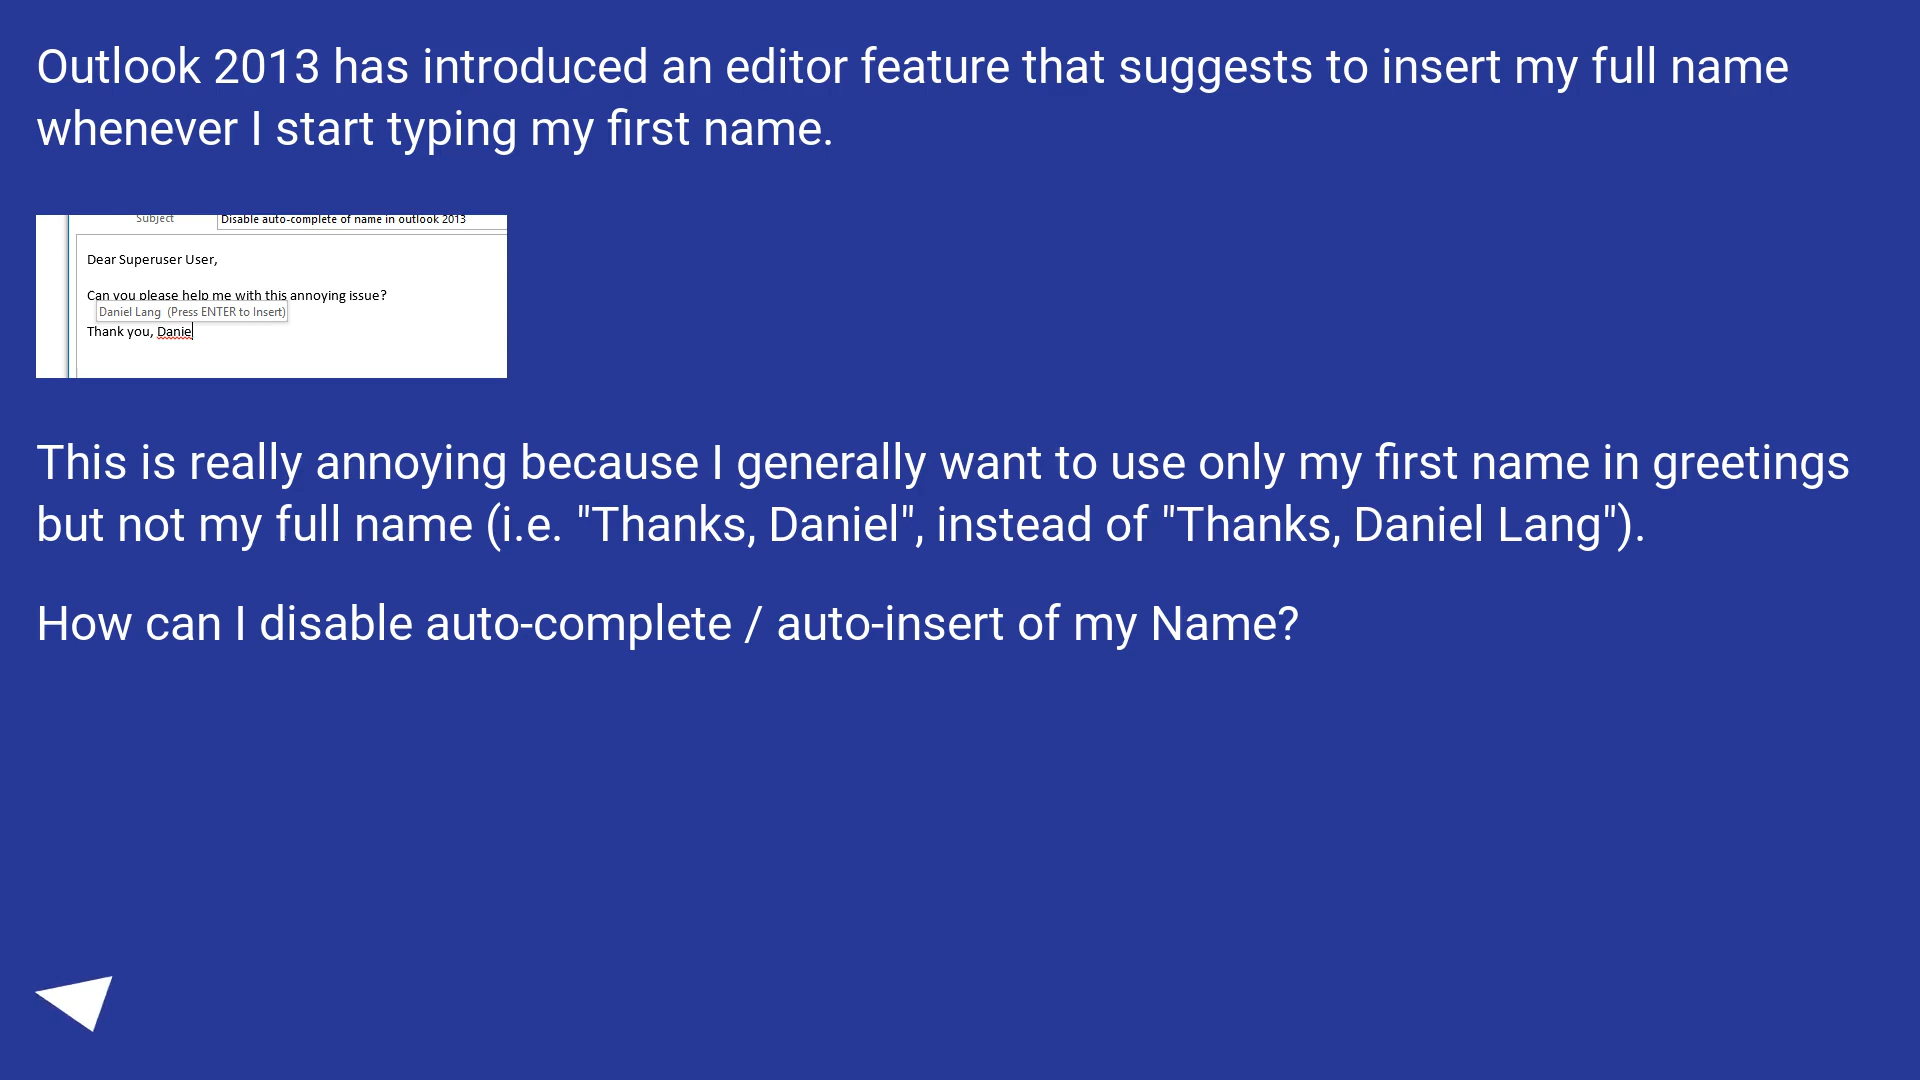 Outlook 2013 has introduced an editor feature that suggests to insert my full name
whenever I start typing my first name.
Subject
Disable auto-complete of name in outlook 2013
Dear Superuser User,
Can you please help me with this annoying issue?
Daniel Lang (Press ENTER to Insert)
Thank you, Danie
This is really annoying because I generally want to use only my first name in greetings
but not my full name (i.e. "Thanks, Daniel", instead of "Thanks, Daniel Lang").
How can I disable auto-complete / auto-insert of my Name?